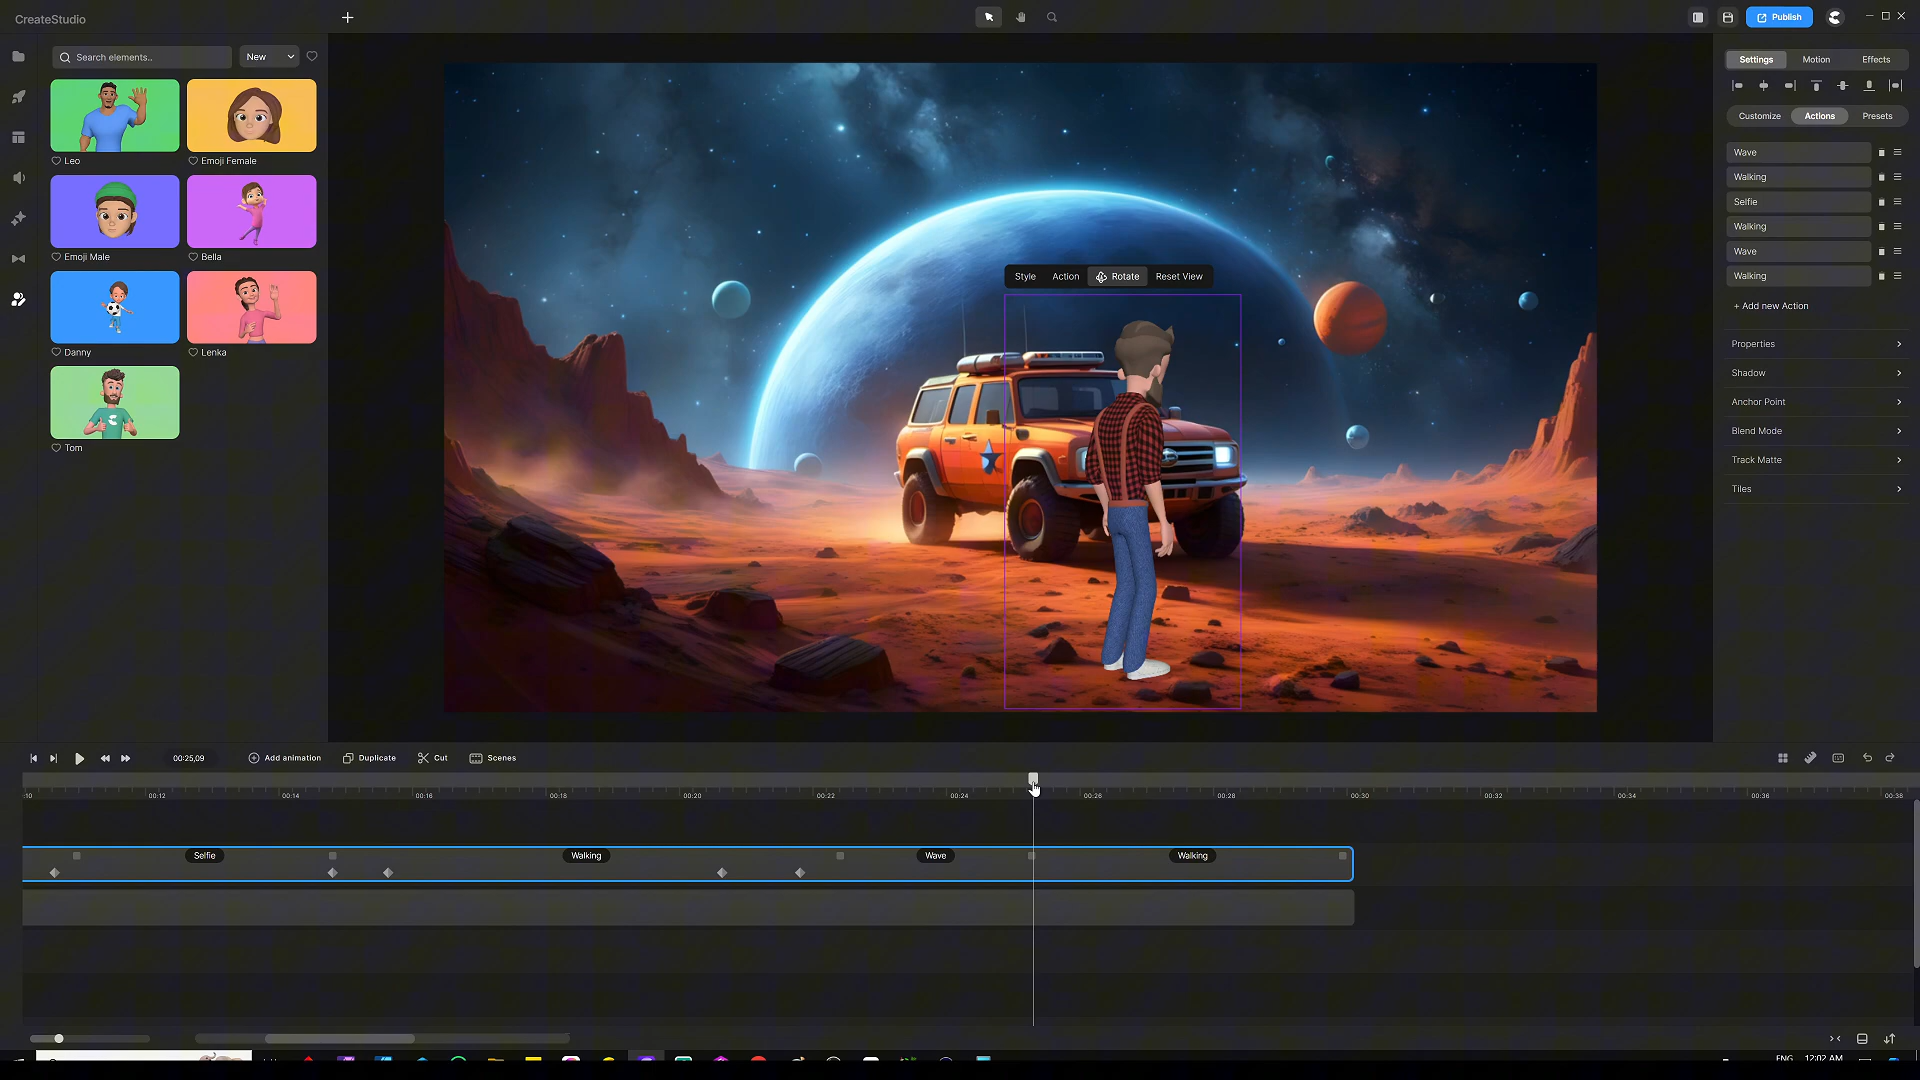 CreateStudio
Publish
Search elements..
New
Leo
Emoji Female
Emoji Male
Bella
Danny
Lenka
Tom
Style Action Rotate Reset View
Settings Motion Effects
Customize Actions Presets
Wave
Walking
Selfie
Walking
Wave
Walking
+ Add new Action
Properties
Shadow
Anchor Point
Blend Mode
Track Matte
Tiles
00:25,09
Add animation
Duplicate
Cut
Scenes
:10 00:12 00:14 00:16 00:18 00:20 00:22 00:24 00:26 00:28 00:30 00:32 00:34 00:36 00:38
Selfie Walking Wave Walking
ENG 12:02 AM